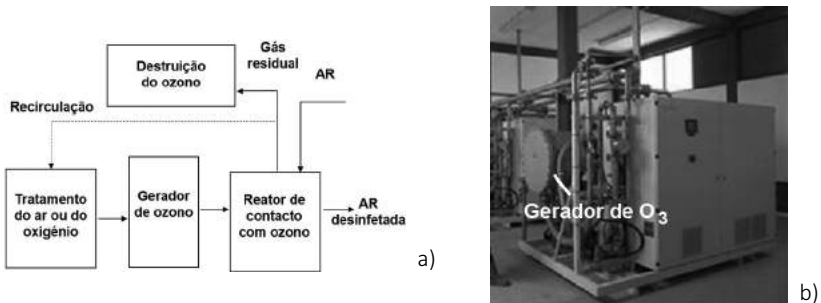 Destruição
do ozono
Gás
residual
AR
Recirculação
Tratamento
do ar ou do
oxigénio
Gerador
de ozono
Reator de
contacto
com ozono
AR
desinfetada
a)
Gerador de O3
b)